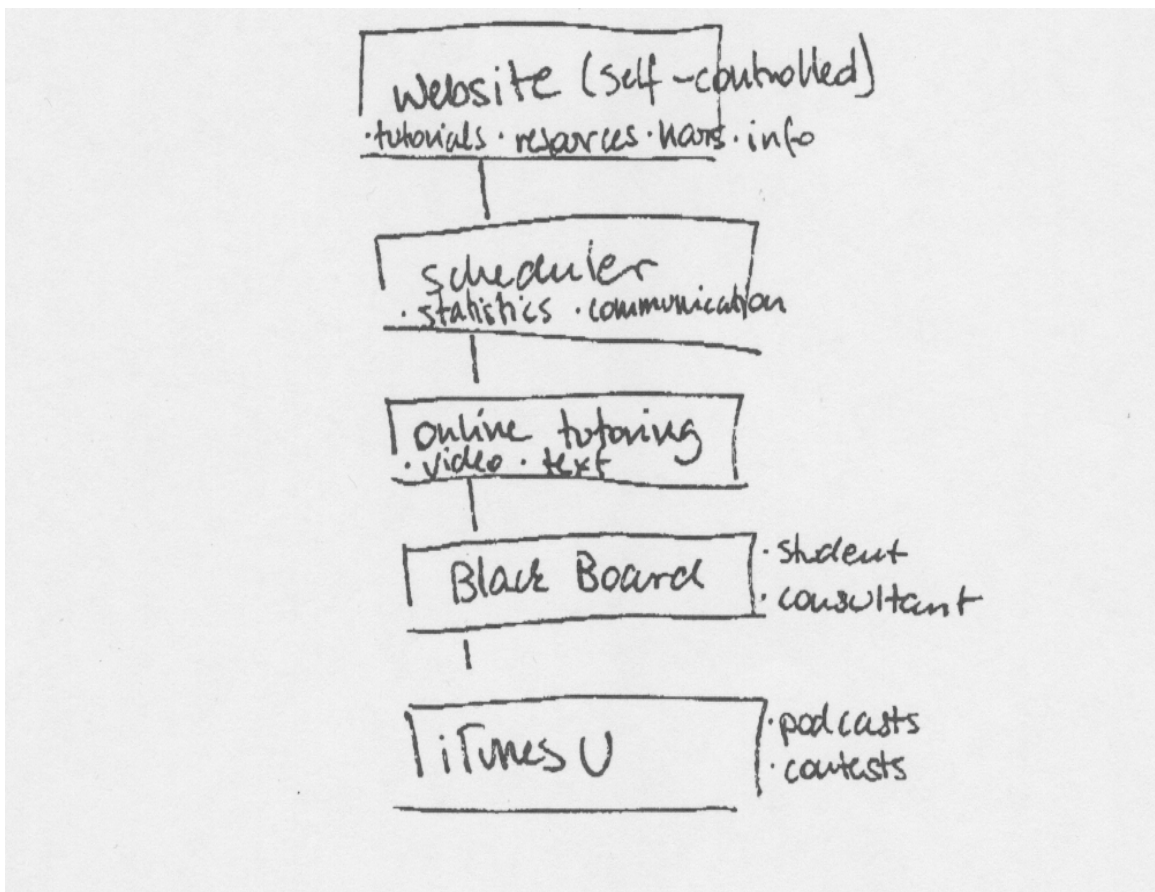 website (self-controlled)
·tutorials ·resources ·hours ·info
scheduler
·statistics ·communication
online tutoring
·video ·text
Black Board
·student
·consultant
iTunes U
·podcasts
·contests